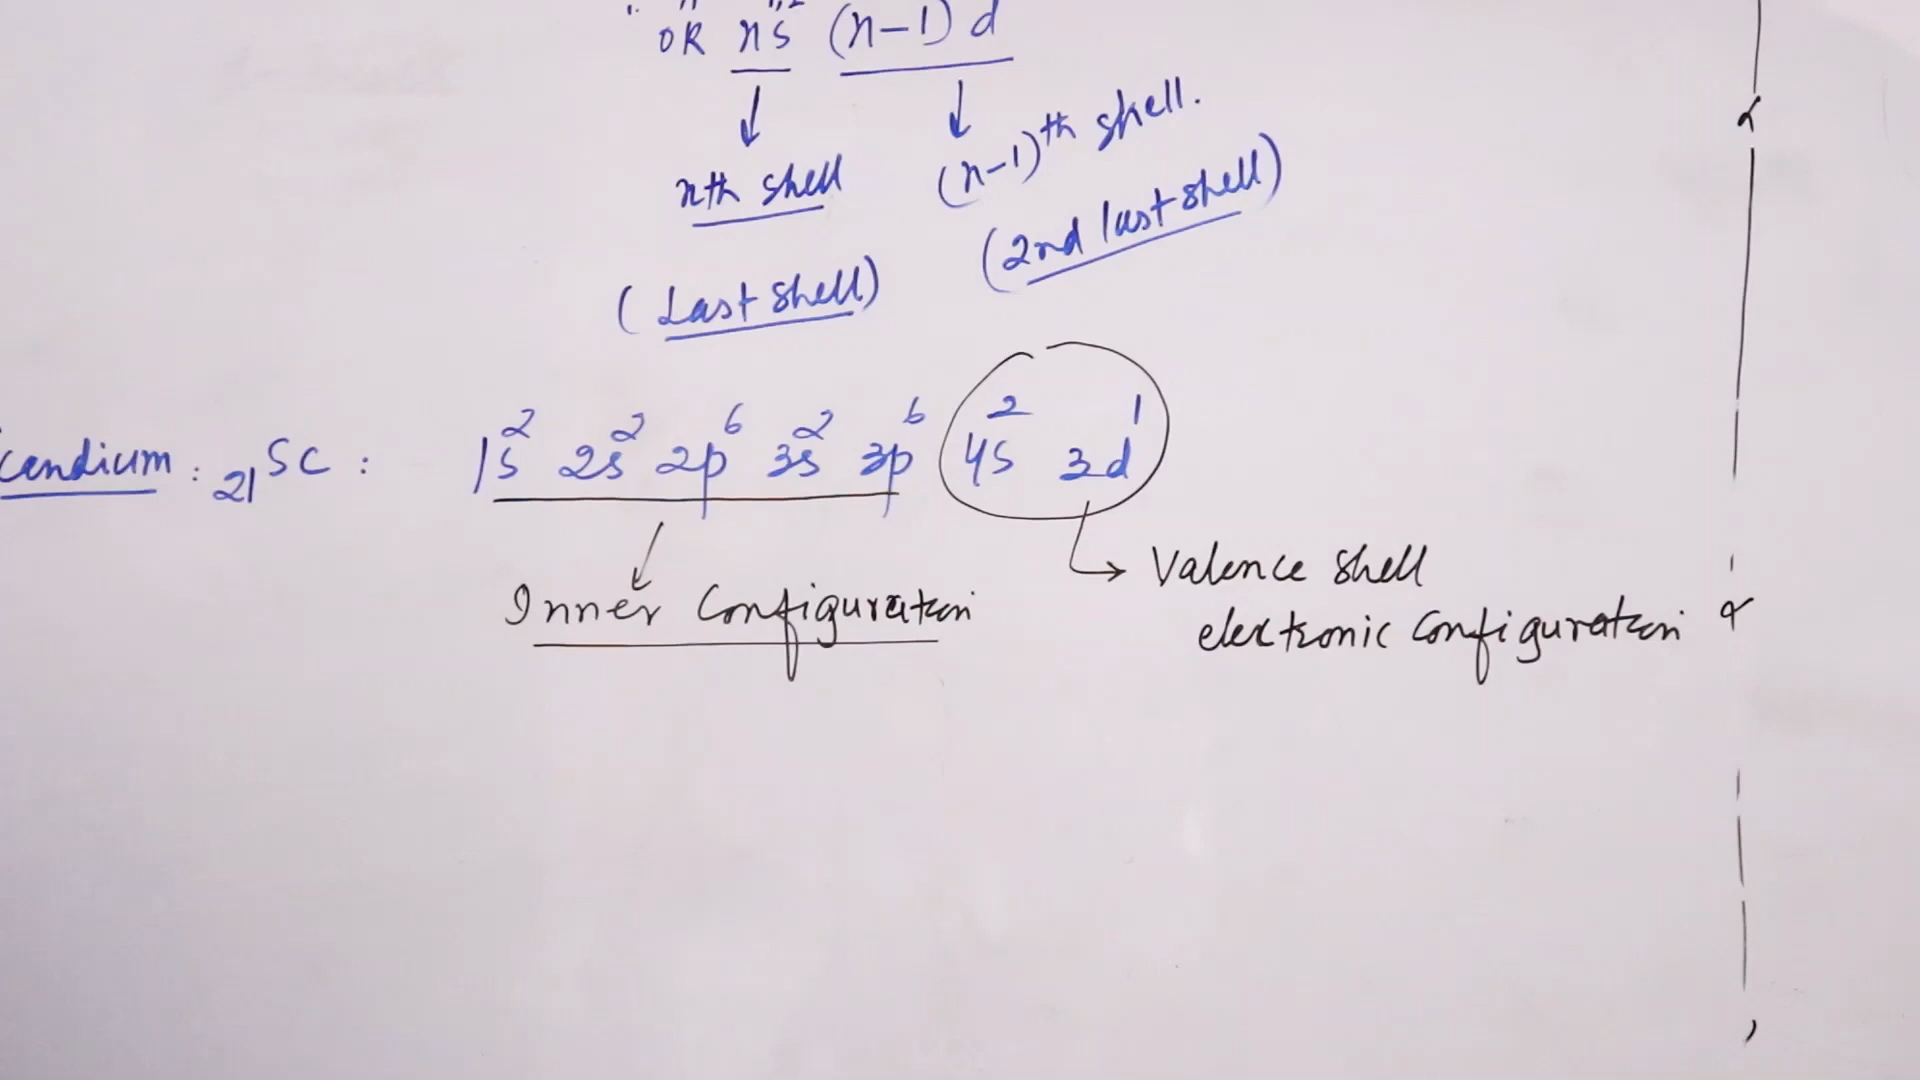 OR ns (n-1) d
nth shell (n-1)th shell.
(Last shell) (2nd last shell)
candium : 21Sc : 1s² 2s² 2p⁶ 3s² 3p⁶ 4s² 3d¹
Inner Configuration
Valence shell
electronic configuration